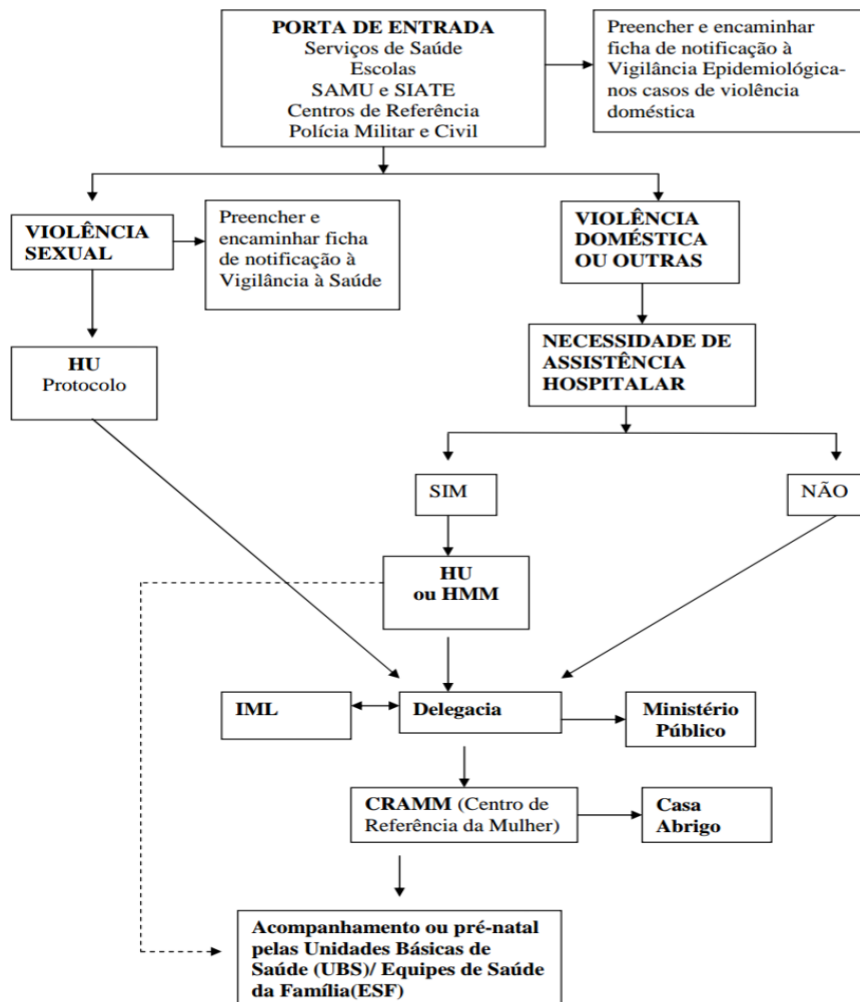 PORTA DE ENTRADA
Serviços de Saúde
Escolas
SAMU e SIATE
Centros de Referência
Polícia Militar e Civil
Preencher e encaminhar
ficha de notificação à
Vigilância Epidemiológica-
nos casos de violência
doméstica
VIOLÊNCIA
SEXUAL
Preencher e
encaminhar ficha
de notificação à
Vigilância à Saúde
VIOLÊNCIA
DOMÉSTICA
OU OUTRAS
HU
Protocolo
NECESSIDADE DE
ASSISTÊNCIA
HOSPITALAR
SIM
NÃO
HU
ou HMM
IML
Delegacia
Ministério
Público
CRAMM (Centro de
Referência da Mulher)
Casa
Abrigo
Acompanhamento ou pré-natal
pelas Unidades Básicas de
Saúde (UBS)/ Equipes de Saúde
da Família(ESF)